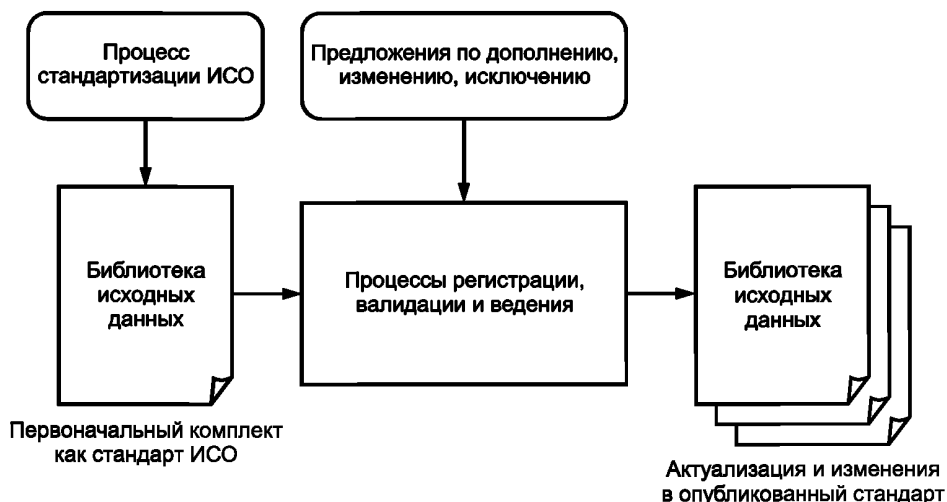 Процесс
стандартизации ИСО
Предложения по дополнению,
изменению, исключению
Библиотека
исходных
данных
Процессы регистрации,
валидации и ведения
Библиотека
исходных
данных
Первоначальный комплект
как стандарт ИСО
Актуализация и изменения
в опубликованный стандарт